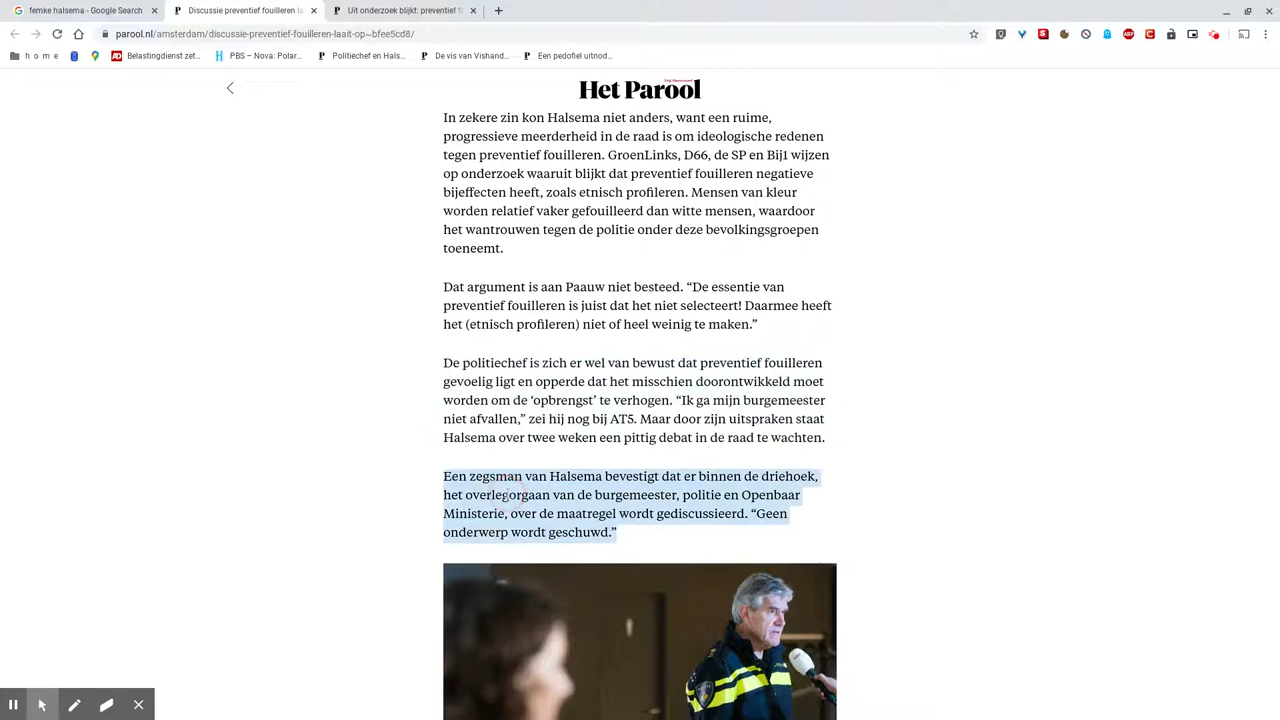 femke halsema - Google Search
Discussie preventief fouilleren la
Uit onderzoek blijkt: preventief f
parool.nl/amsterdam/discussie-preventief-fouilleren-laait-op~bfee5cd8/
h o m e
Belastingdienst zet...
PBS – Nova: Polar...
Politiechef en Hals...
De vis van Vishand...
Een pedofiel uitnod...
Het Parool
In zekere zin kon Halsema niet anders, want een ruime,
progressieve meerderheid in de raad is om ideologische redenen
tegen preventief fouilleren. GroenLinks, D66, de SP en Bij1 wijzen
op onderzoek waaruit blijkt dat preventief fouilleren negatieve
bijeffecten heeft, zoals etnisch profileren. Mensen van kleur
worden relatief vaker gefouilleerd dan witte mensen, waardoor
het wantrouwen tegen de politie onder deze bevolkingsgroepen
toeneemt.
Dat argument is aan Paauw niet besteed. “De essentie van
preventief fouilleren is juist dat het niet selecteert! Daarmee heeft
het (etnisch profileren) niet of heel weinig te maken.”
De politiechef is zich er wel van bewust dat preventief fouilleren
gevoelig ligt en opperde dat het misschien doorontwikkeld moet
worden om de ‘opbrengst’ te verhogen. “Ik ga mijn burgemeester
niet afvallen,” zei hij nog bij AT5. Maar door zijn uitspraken staat
Halsema over twee weken een pittig debat in de raad te wachten.
Een zegsman van Halsema bevestigt dat er binnen de driehoek,
het overlegorgaan van de burgemeester, politie en Openbaar
Ministerie, over de maatregel wordt gediscussieerd. “Geen
onderwerp wordt geschuwd.”